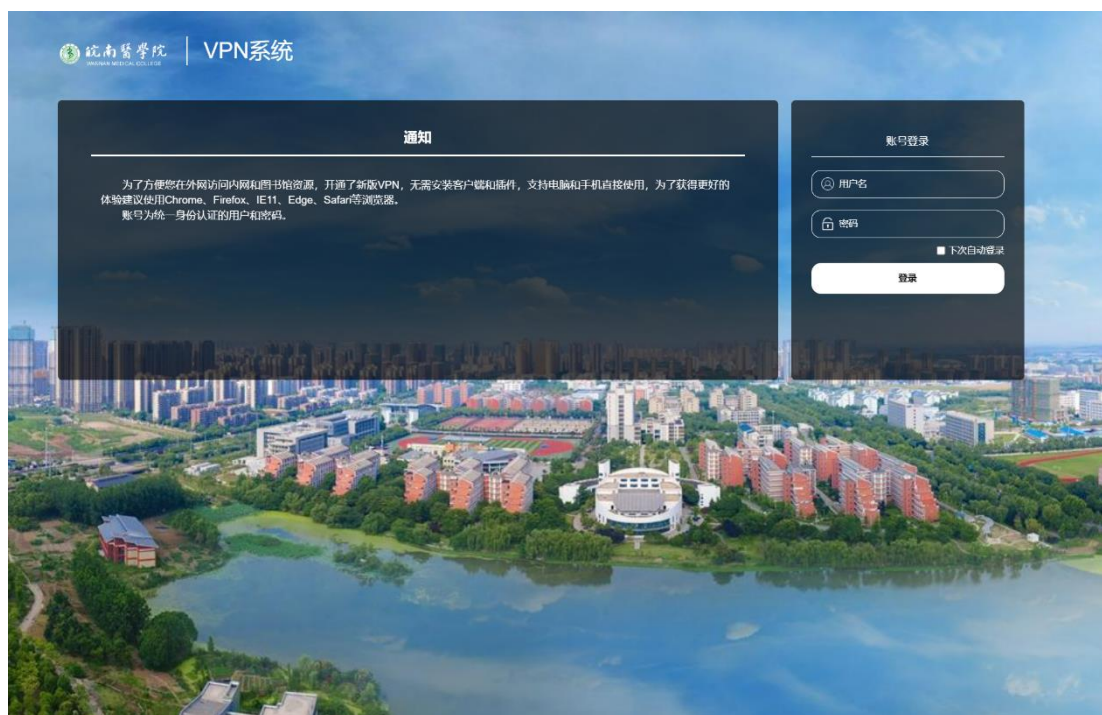 皖南醫學院
WANNAN MEDICAL COLLEGE
VPN系统
通知
为了方便您在外网访问内网和图书馆资源，开通了新版VPN，无需安装客户端和插件，支持电脑和手机直接使用，为了获得更好的
体验建议使用Chrome、Firefox、IE11、Edge、Safari等浏览器。
账号为统一身份认证的用户和密码。
账号登录
用户名
密码
下次自动登录
登录